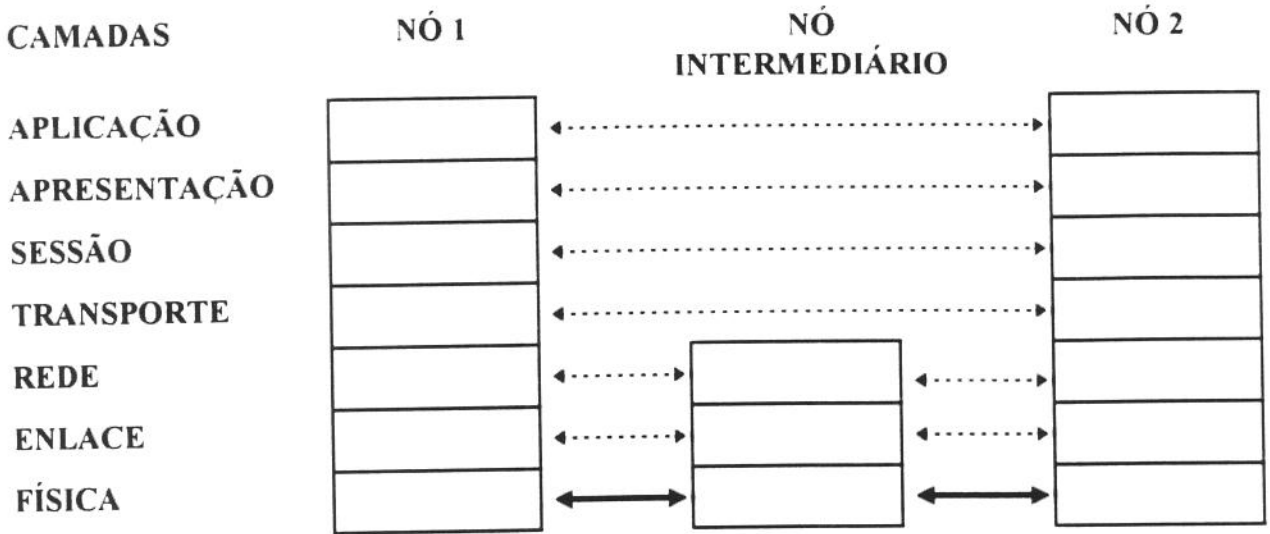 CAMADAS
NÓ 1
NÓ
INTERMEDIÁRIO
NÓ 2
APLICAÇÃO
APRESENTAÇÃO
SESSÃO
TRANSPORTE
REDE
ENLACE
FÍSICA